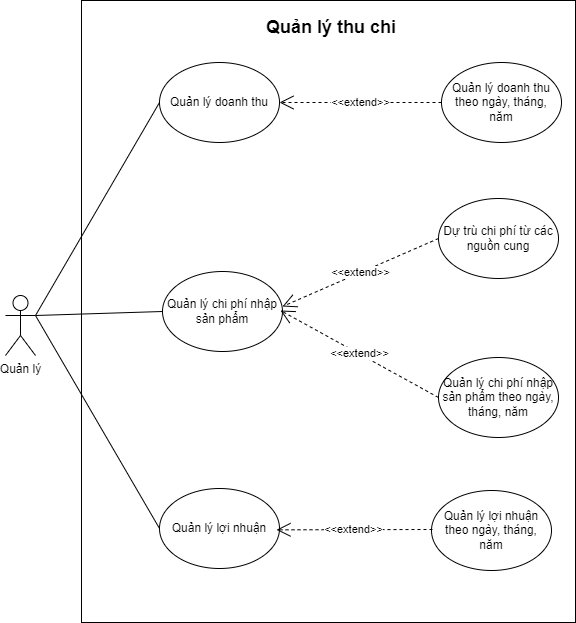 Quản lý thu chi
Quản lý doanh thu
<<extend>>
Quản lý doanh thu
theo ngày, tháng,
năm
Dự trù chi phí từ các
nguồn cung
<<extend>>
Quản lý chi phí nhập
sản phẩm
<<extend>>
Quản lý
Quản lý chi phí nhập
sản phẩm theo ngày,
tháng, năm
Quản lý lợi nhuận
<<extend>>
Quản lý lợi nhuận
theo ngày, tháng,
năm